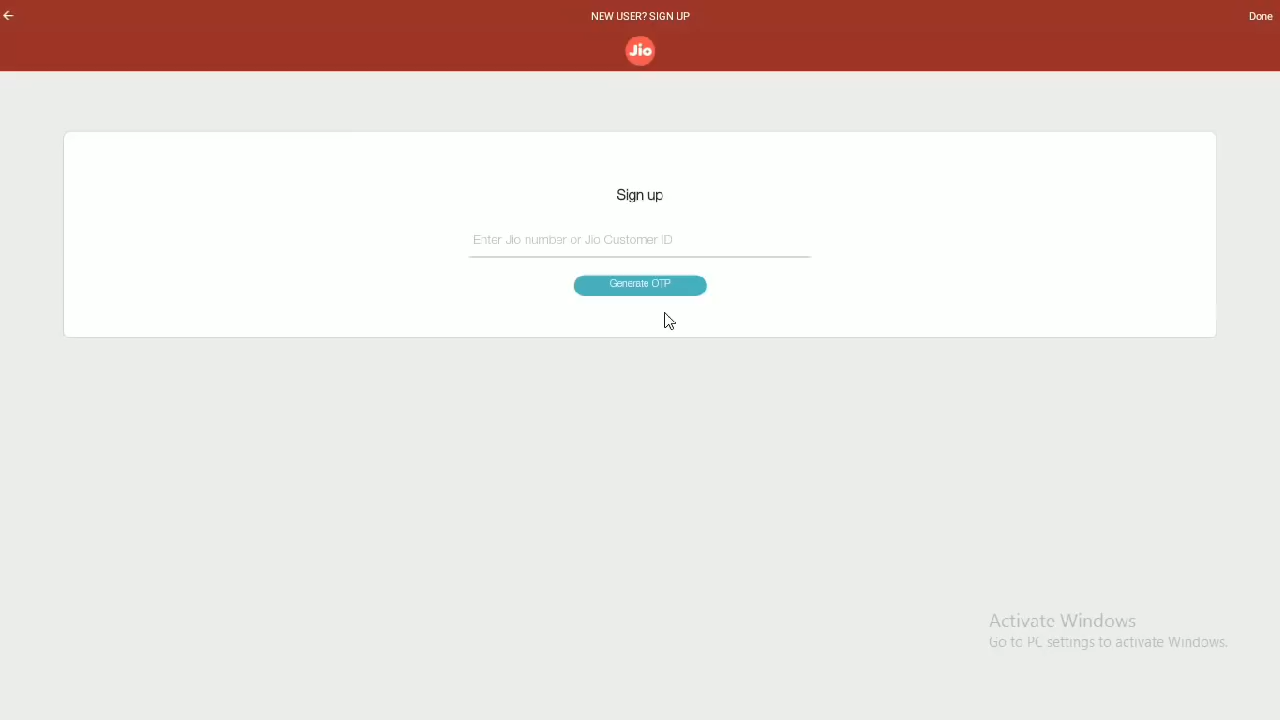 NEW USER? SIGN UP
Done
Jio
Sign up
Enter Jio number or Jio Customer ID
Generate OTP
Activate Windows
Go to PC settings to activate Windows.